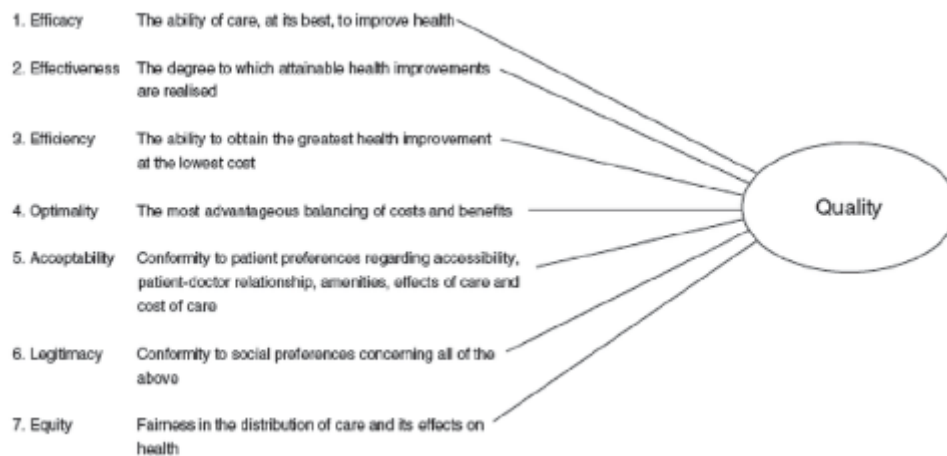 1. Efficacy The ability of care, at its best, to improve health
2. Effectiveness The degree to which attainable health improvements
are realised
3. Efficiency The ability to obtain the greatest health improvement
at the lowest cost
4. Optimality The most advantageous balancing of costs and benefits
Quality
5. Acceptability Conformity to patient preferences regarding accessibility,
patient-doctor relationship, amenities, effects of care and
cost of care
6. Legitimacy Conformity to social preferences concerning all of the
above
7. Equity Fairness in the distribution of care and its effects on
health